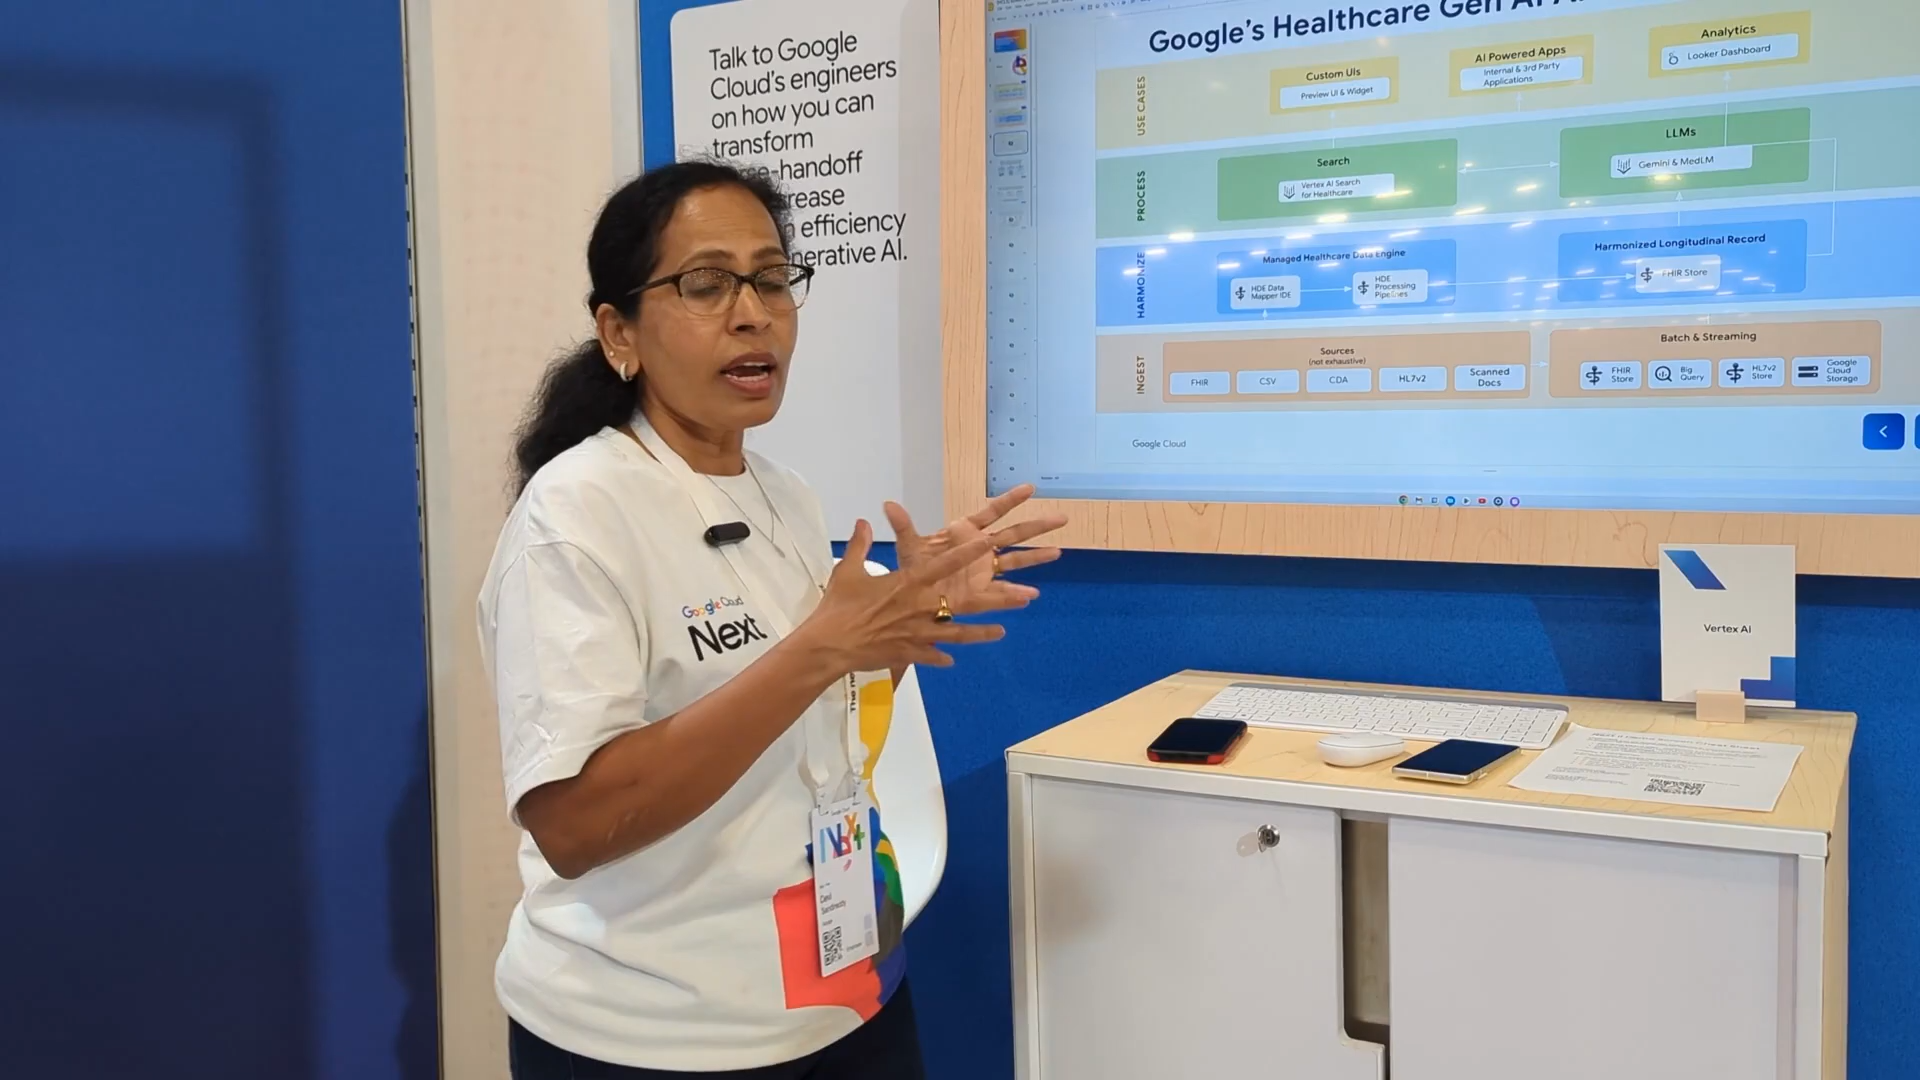 Talk to Google
Cloud's engineers
on how you can
transform
-handoff
efficiency
AI.
Google's Healthcare Gen AI
USE CASES
Custom UIs
Preview UI & Widget
AI Powered Apps
Internal & 3rd Party
Applications
Analytics
Looker Dashboard
PROCESS
Search
Vertex AI Search
for Healthcare
LLMs
Gemini & MedLM
HARMONIZE
Managed Healthcare Data Engine
HDE Data
Mapper IDE
HDE
Processing
Pipelines
Harmonized Longitudinal Record
FHIR Store
INGEST
Sources
(not exhaustive)
FHIR
CSV
CDA
HL7v2
Scanned
Docs
Batch & Streaming
FHIR
Store
Big
Query
HL7v2
Store
Google
Cloud
Storage
Google Cloud
Google Cloud
Next
Vertex AI